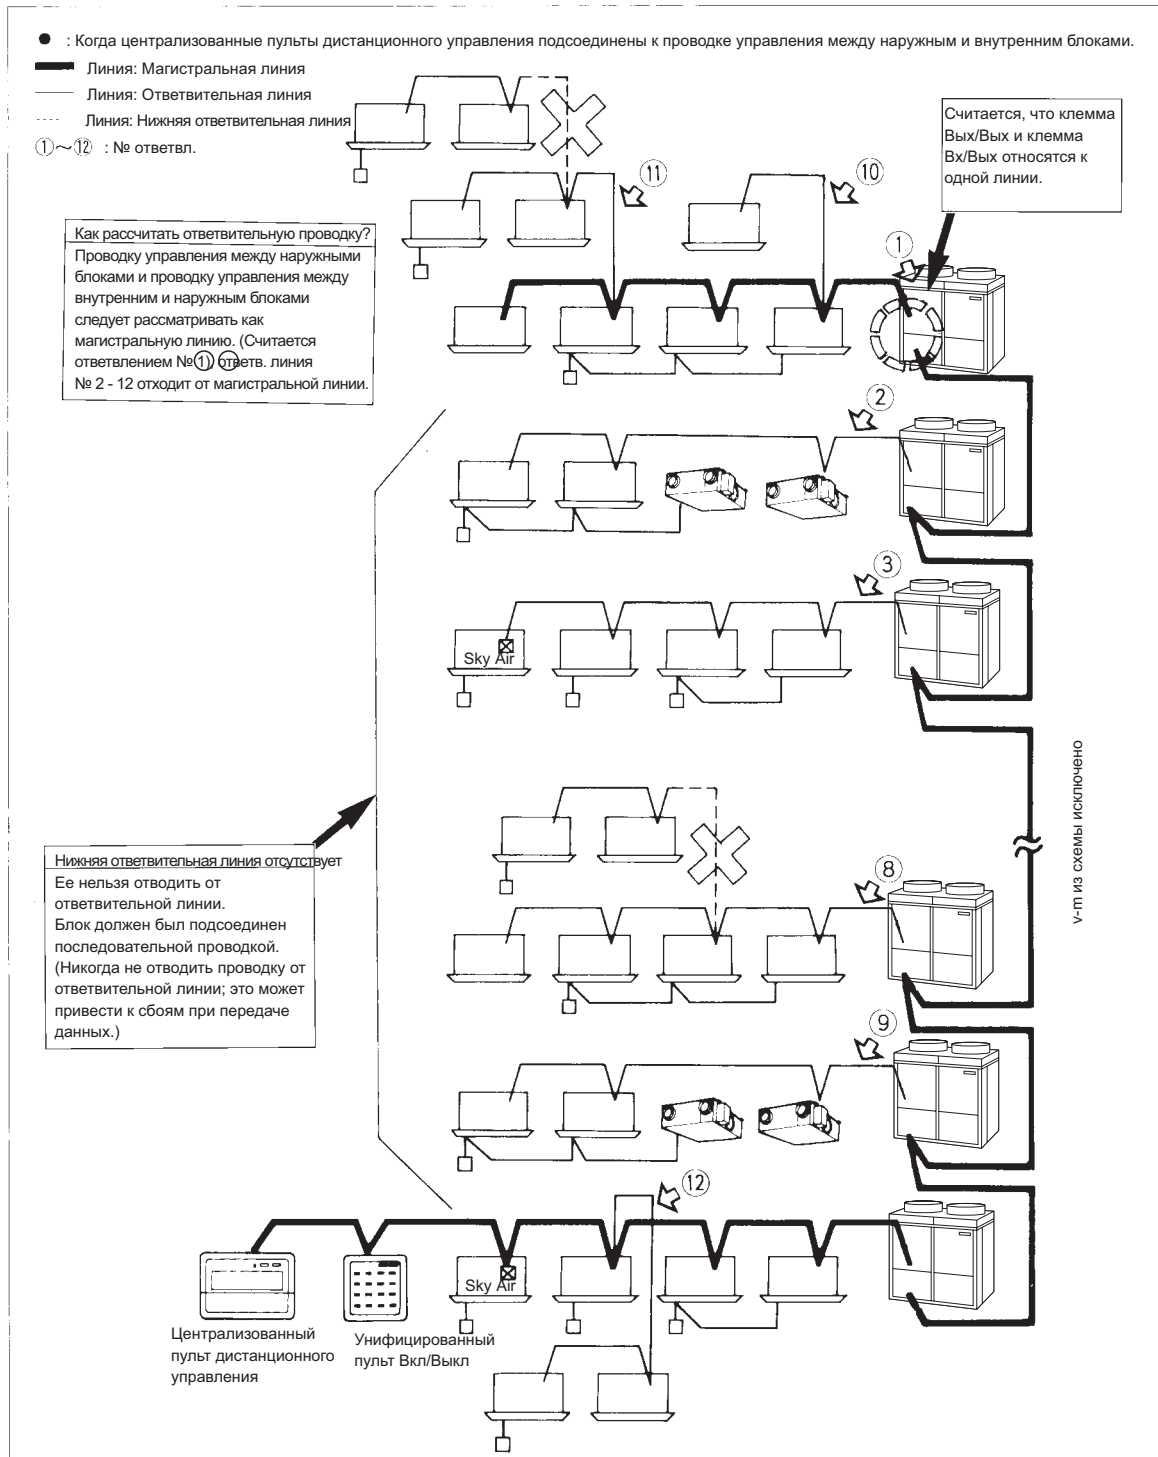 ● : Когда централизованные пульты дистанционного управления подсоединены к проводке управления между наружным и внутренним блоками.
Линия: Магистральная линия
Линия: Ответвительная линия
Линия: Нижняя ответвительная линия
①~⑫ : № ответвл.
Считается, что клемма
Вых/Вых и клемма
Вх/Вых относятся к
одной линии.
⑪
⑩
①
Как рассчитать ответвительную проводку?
Проводку управления между наружными
блоками и проводку управления между
внутренним и наружным блоками
следует рассматривать как
магистральную линию. (Считается
ответвлением №①) ответв. линия
№ 2 - 12 отходит от магистральной линии.
②
③
Sky Air
v-m из схемы исключено
Нижняя ответвительная линия отсутствует
Ее нельзя отводить от
ответвительной линии.
Блок должен был подсоединен
последовательной проводкой.
(Никогда не отводить проводку от
ответвительной линии; это может
привести к сбоям при передаче
данных.)
⑧
⑨
⑫
Sky Air
Централизованный
пульт дистанционного
управления
Унифицированный
пульт Вкл/Выкл